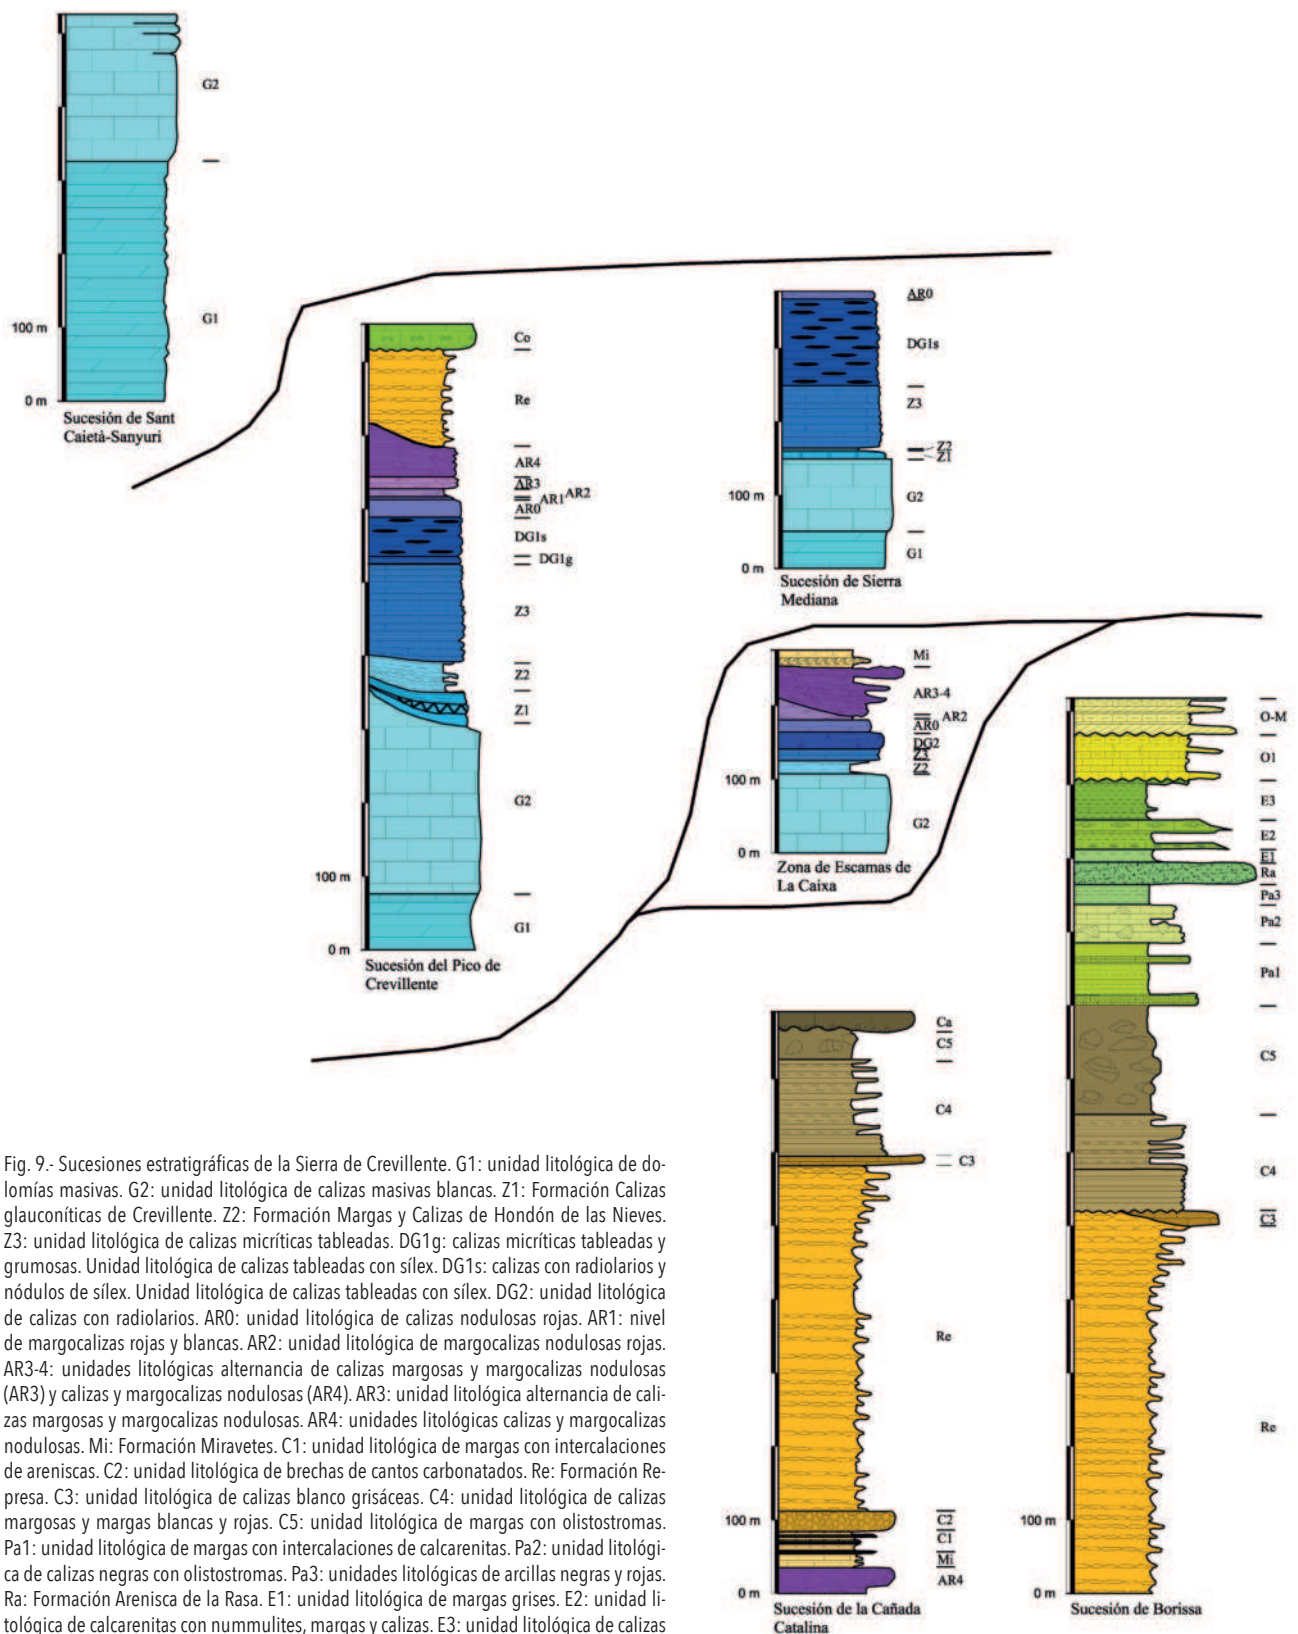 G2
G1
100 m
0 m
Sucesión de Sant
Caietà-Sanyuri
Co
Re
AR4
AR3
AR2
AR1
AR0
DG1s
DG1g
Z3
Z2
Z1
G2
100 m
G1
0 m
Sucesión del Pico de
Crevillente
AR0
DG1s
Z3
Z2
Z1
100 m
G2
G1
0 m
Sucesión de Sierra
Mediana
Mi
AR3-4
AR2
AR0
DG2
Z3
Z2
100 m
G2
0 m
Zona de Escamas de
La Caixa
Ca
C5
C4
C3
Re
100 m
C2
C1
Mi
AR4
0 m
Sucesión de la Cañada
Catalina
O-M
O1
E3
E2
E1
Ra
Pa3
Pa2
Pa1
C5
C4
C3
Re
100 m
0 m
Sucesión de Borissa
Fig. 9.- Sucesiones estratigráficas de la Sierra de Crevillente. G1: unidad litológica de do-
lomías masivas. G2: unidad litológica de calizas masivas blancas. Z1: Formación Calizas
glauconíticas de Crevillente. Z2: Formación Margas y Calizas de Hondón de las Nieves.
Z3: unidad litológica de calizas micríticas tableadas. DG1g: calizas micríticas tableadas y
grumosas. Unidad litológica de calizas tableadas con sílex. DG1s: calizas con radiolarios y
nódulos de sílex. Unidad litológica de calizas tableadas con sílex. DG2: unidad litológica
de calizas con radiolarios. AR0: unidad litológica de calizas nodulosas rojas. AR1: nivel
de margocalizas rojas y blancas. AR2: unidad litológica de margocalizas nodulosas rojas.
AR3-4: unidades litológicas alternancia de calizas margosas y margocalizas nodulosas
(AR3) y calizas y margocalizas nodulosas (AR4). AR3: unidad litológica alternancia de cali-
zas margosas y margocalizas nodulosas. AR4: unidades litológicas calizas y margocalizas
nodulosas. Mi: Formación Miravetes. C1: unidad litológica de margas con intercalaciones
de areniscas. C2: unidad litológica de brechas de cantos carbonatados. Re: Formación Re-
presa. C3: unidad litológica de calizas blanco grisáceas. C4: unidad litológica de calizas
margosas y margas blancas y rojas. C5: unidad litológica de margas con olistostromas.
Pa1: unidad litológica de margas con intercalaciones de calcarenitas. Pa2: unidad litológi-
ca de calizas negras con olistostromas. Pa3: unidades litológicas de arcillas negras y rojas.
Ra: Formación Arenisca de la Rasa. E1: unidad litológica de margas grises. E2: unidad li-
tológica de calcarenitas con nummulites, margas y calizas. E3: unidad litológica de calizas